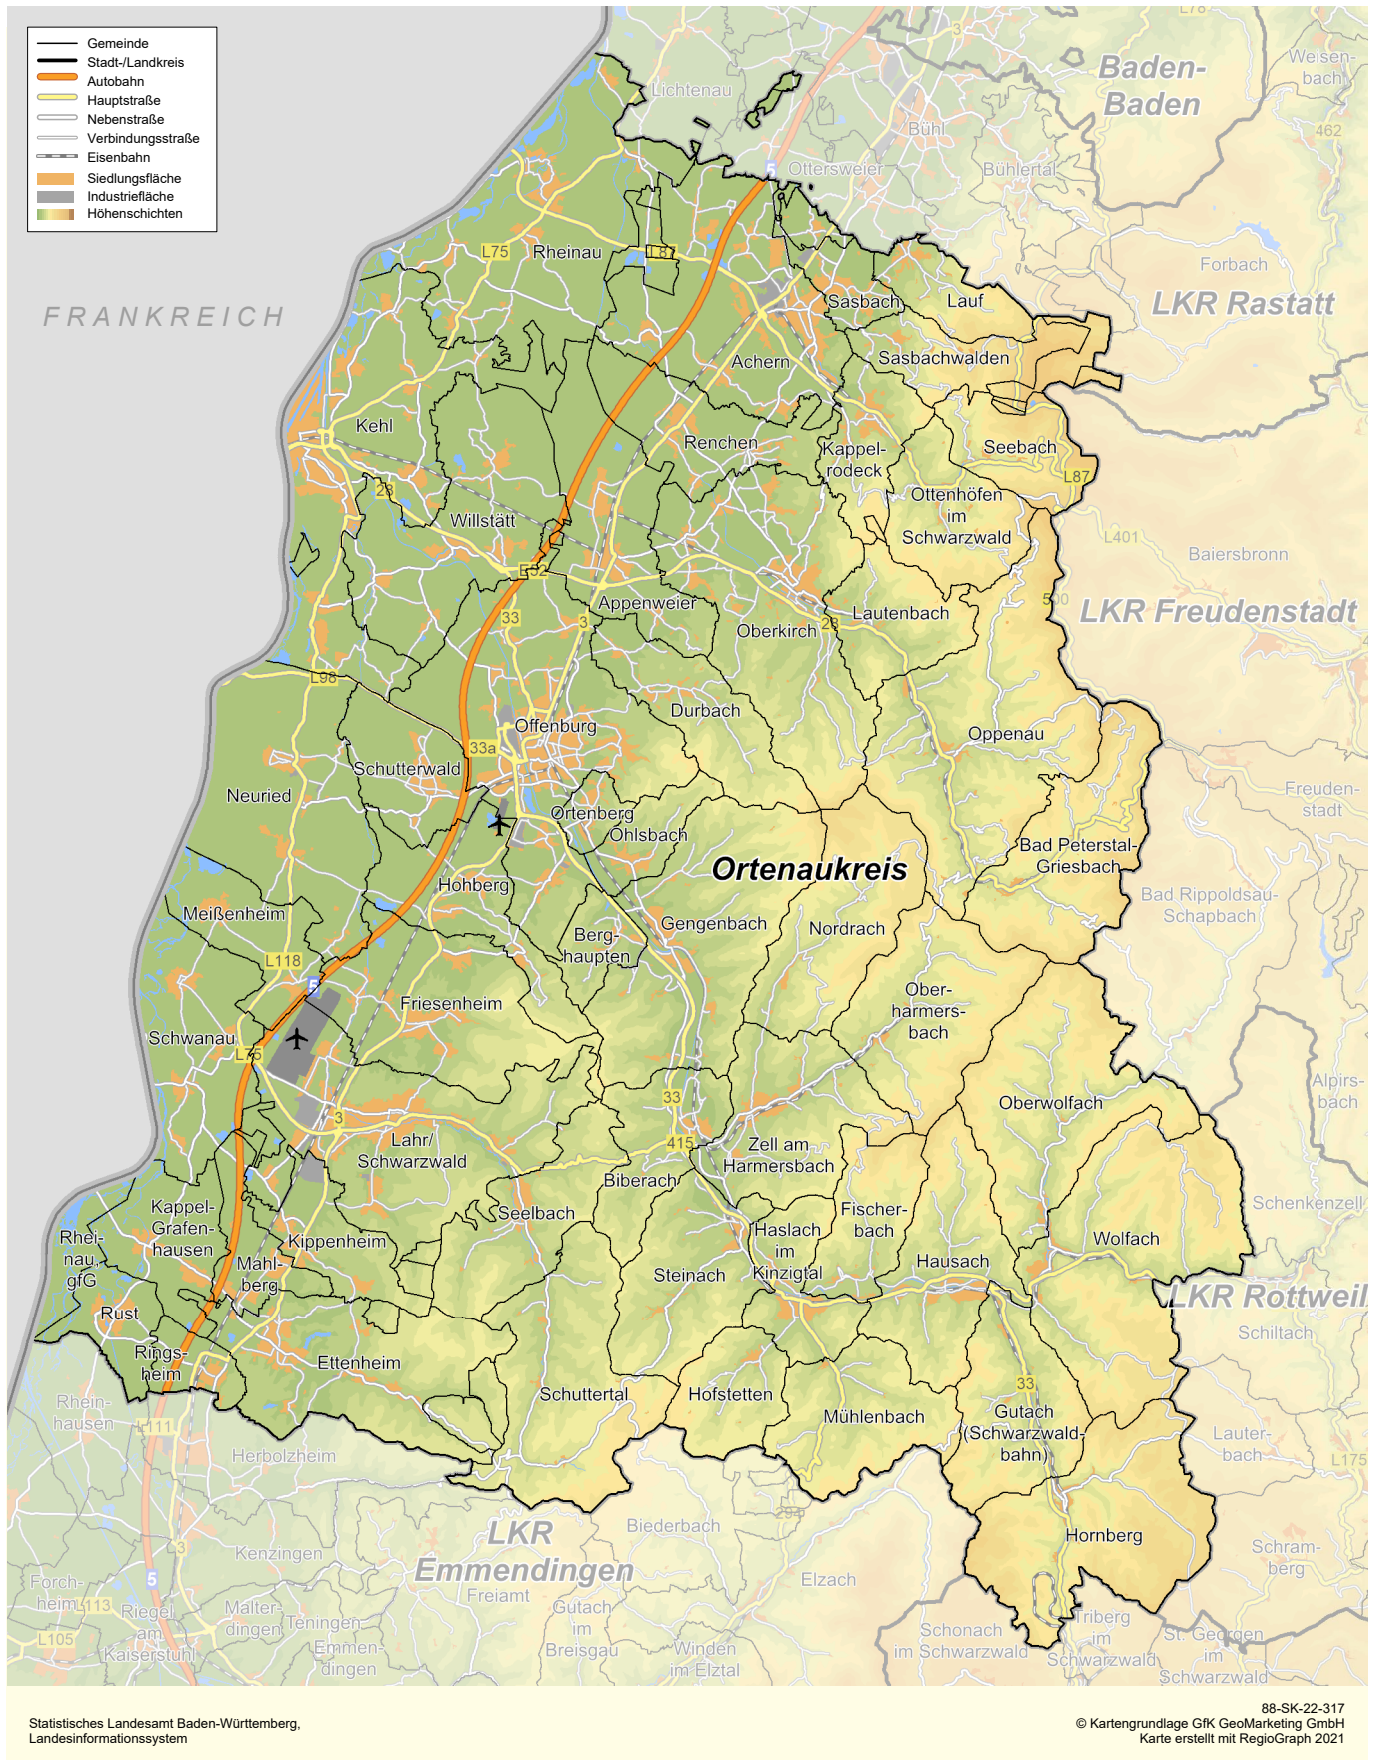 Gemeinde
Stadt-/Landkreis
Autobahn
Hauptstraße
Nebenstraße
Verbindungsstraße
Eisenbahn
Siedlungsfläche
Industriefläche
Höhenschichten
L78
3
Baden-
Baden
Weisen-
bach
Lichtenau
Bühl
462
5
Ottersweier
Bühlertal
L75
Rheinau
L87
Forbach
FRANKREICH
Sasbach
Lauf
LKR Rastatt
Achern
Sasbachwalden
Kehl
Renchen
Kappel-
rodeck
Seebach
L87
28
Willstätt
Ottenhöfen
im
Schwarzwald
L401
Baiersbronn
E52
Appenweier
33
3
Oberkirch
28
Lautenbach
500
LKR Freudenstadt
4
L98
Durbach
Offenburg
33a
Oppenau
Schutterwald
Neuried
Freuden-
stadt
Ortenberg
Ohlsbach
Bad Peterstal-
Griesbach
Ortenaukreis
Hohberg
Bad Rippoldsau-
Schapbach
Meißenheim
Gengenbach
Nordrach
Berg-
haupten
L118
5
Friesenheim
Ober-
harmers-
bach
Schwanau
L75
33
Oberwolfach
Alpirs-
bach
3
Lahr/
Schwarzwald
415
Zell am
Harmersbach
Biberach
Kappel-
Grafen-
hausen
Seelbach
Fischer-
bach
Schenkenzell
Rhei-
nau,
gfG
Kippenheim
Haslach
im
Kinzigtal
Wolfach
Mahl-
berg
Steinach
Hausach
LKR Rottweil
Rust
Schiltach
Rings-
heim
Ettenheim
Schuttertal
Hofstetten
33
Mühlenbach
Gutach
(Schwarzwald-
bahn)
Rhein-
hausen
L111
Herbolzheim
Lauter-
bach
L175
294
LKR
Emmendingen
Biederbach
Hornberg
L3
Kenzingen
Schram-
berg
Forch-
heim
L113
5
Riegel
am
Kaiserstuhl
Malter-
dingen
Teningen
Freiamt
Elzach
Gutach
im
Breisgau
L105
Emmen-
dingen
Winden
im Elztal
Schonach
im Schwarzwald
Triberg
im
Schwarzwald
St. Georgen
im
Schwarzwald
Statistisches Landesamt Baden-Württemberg,
Landesinformationssystem
88-SK-22-317
© Kartengrundlage GfK GeoMarketing GmbH
Karte erstellt mit RegioGraph 2021